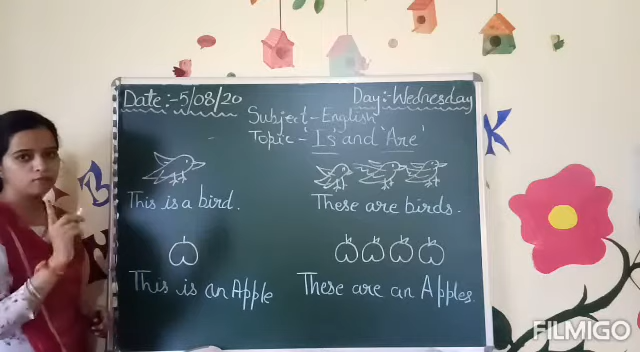 Date:-5/08/20
Day:-Wednesday
Subject-English
Topic-'Is' and 'Are'
This is a bird.
These are birds.
This is an Apple
These are an Apples
B
K
FILMIGO